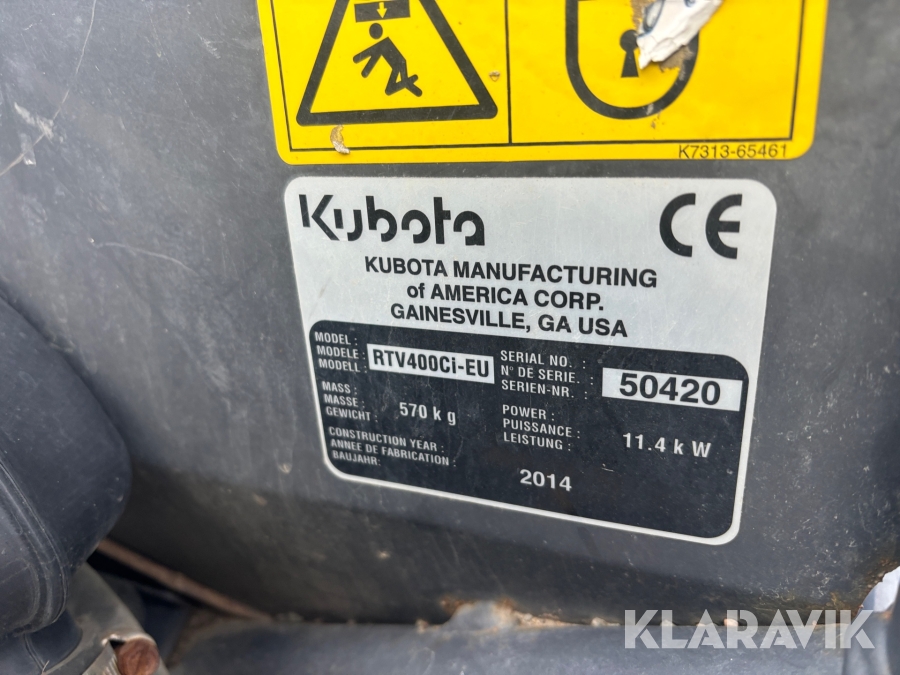 K7313-65461
Kubota CE
KUBOTA MANUFACTURING
of AMERICA CORP.
GAINESVILLE, GA USA
MODEL :
MODELE :
MODELL :
RTV400Ci-EU
SERIAL NO. :
N° DE SERIE. :
SERIEN-NR. :
50420
MASS :
MASSE :
GEWICHT :
570 kg
POWER :
PUISSANCE :
LEISTUNG :
11.4 kW
CONSTRUCTION YEAR :
ANNEE DE FABRICATION :
BAUJAHR:
2014
KLARAVIK